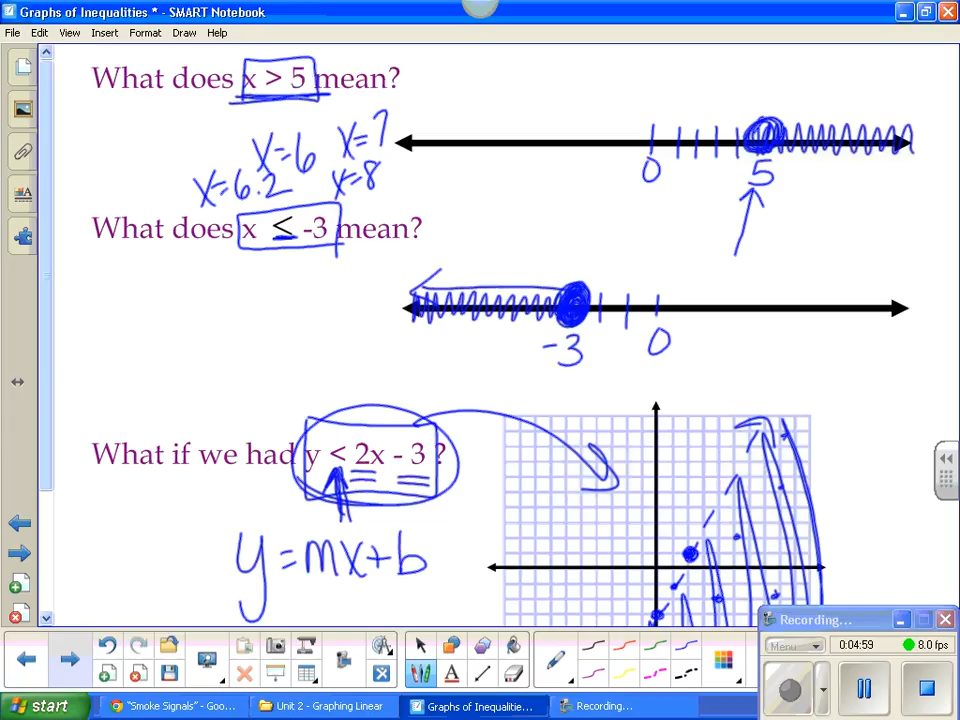 Graphs of Inequalities * - SMART Notebook
File Edit View Insert Format Draw Help
What does x > 5 mean?
x=6 x=7
x=6.2 x=8
0 5
What does x ≤ -3 mean?
-3 0
What if we had y < 2x - 3 ?
y=mx+b
Recording...
Menu 0:04:59 8.0 fps
start "Smoke Signals" - Goo... Unit 2 - Graphing Linear Graphs of Inequalitie... Recording...